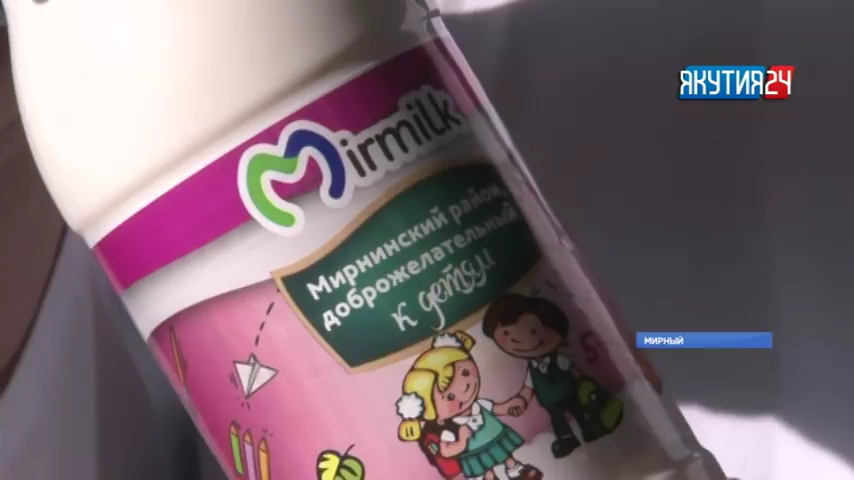 ЯКУТИЯ24
Mirmilk
Мирнинский район,
доброжелательный
к детям
МИРНЫЙ